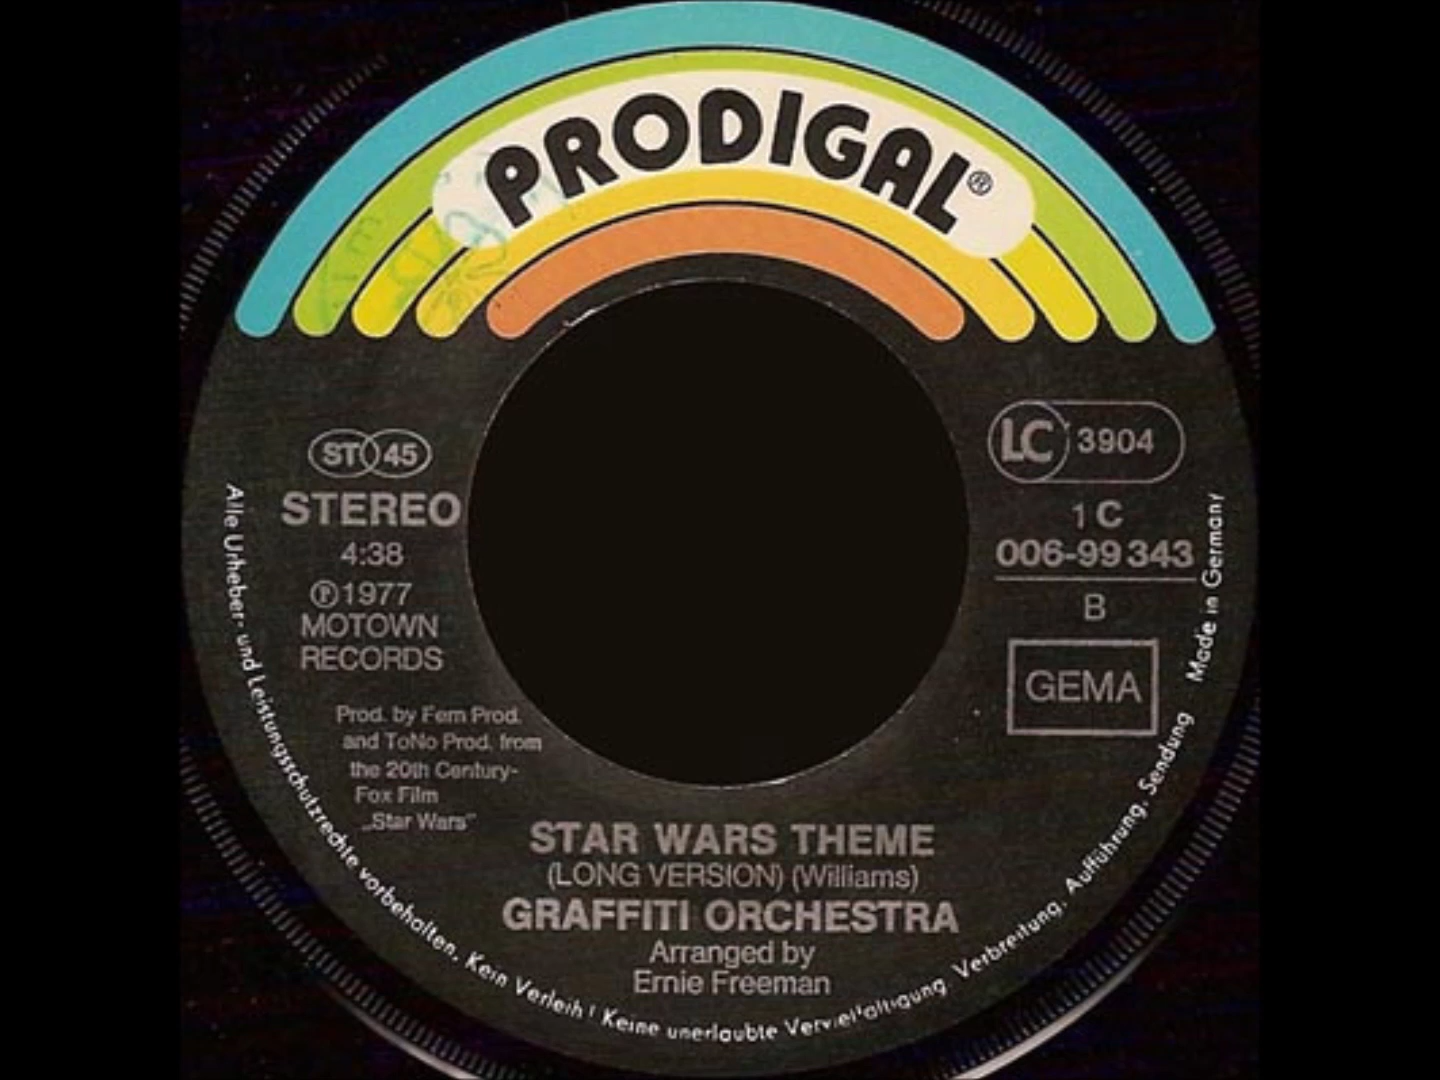 PRODIGAL®
ST 45
STEREO
4:38
℗1977
MOTOWN
RECORDS
Prod. by Fem Prod.
and ToNo Prod. from
the 20th Century-
Fox Film
„Star Wars"
LC 3904
1 C
006-99 343
B
GEMA
STAR WARS THEME
(LONG VERSION) (Williams)
GRAFFITI ORCHESTRA
Arranged by
Ernie Freeman
Alle Urheber- und Leistungsschutzrechte vorbehalten. Kein Verleih! Keine unerlaubte Vervielfältigung, Verbreitung, Aufführung, Sendung Made in Germany